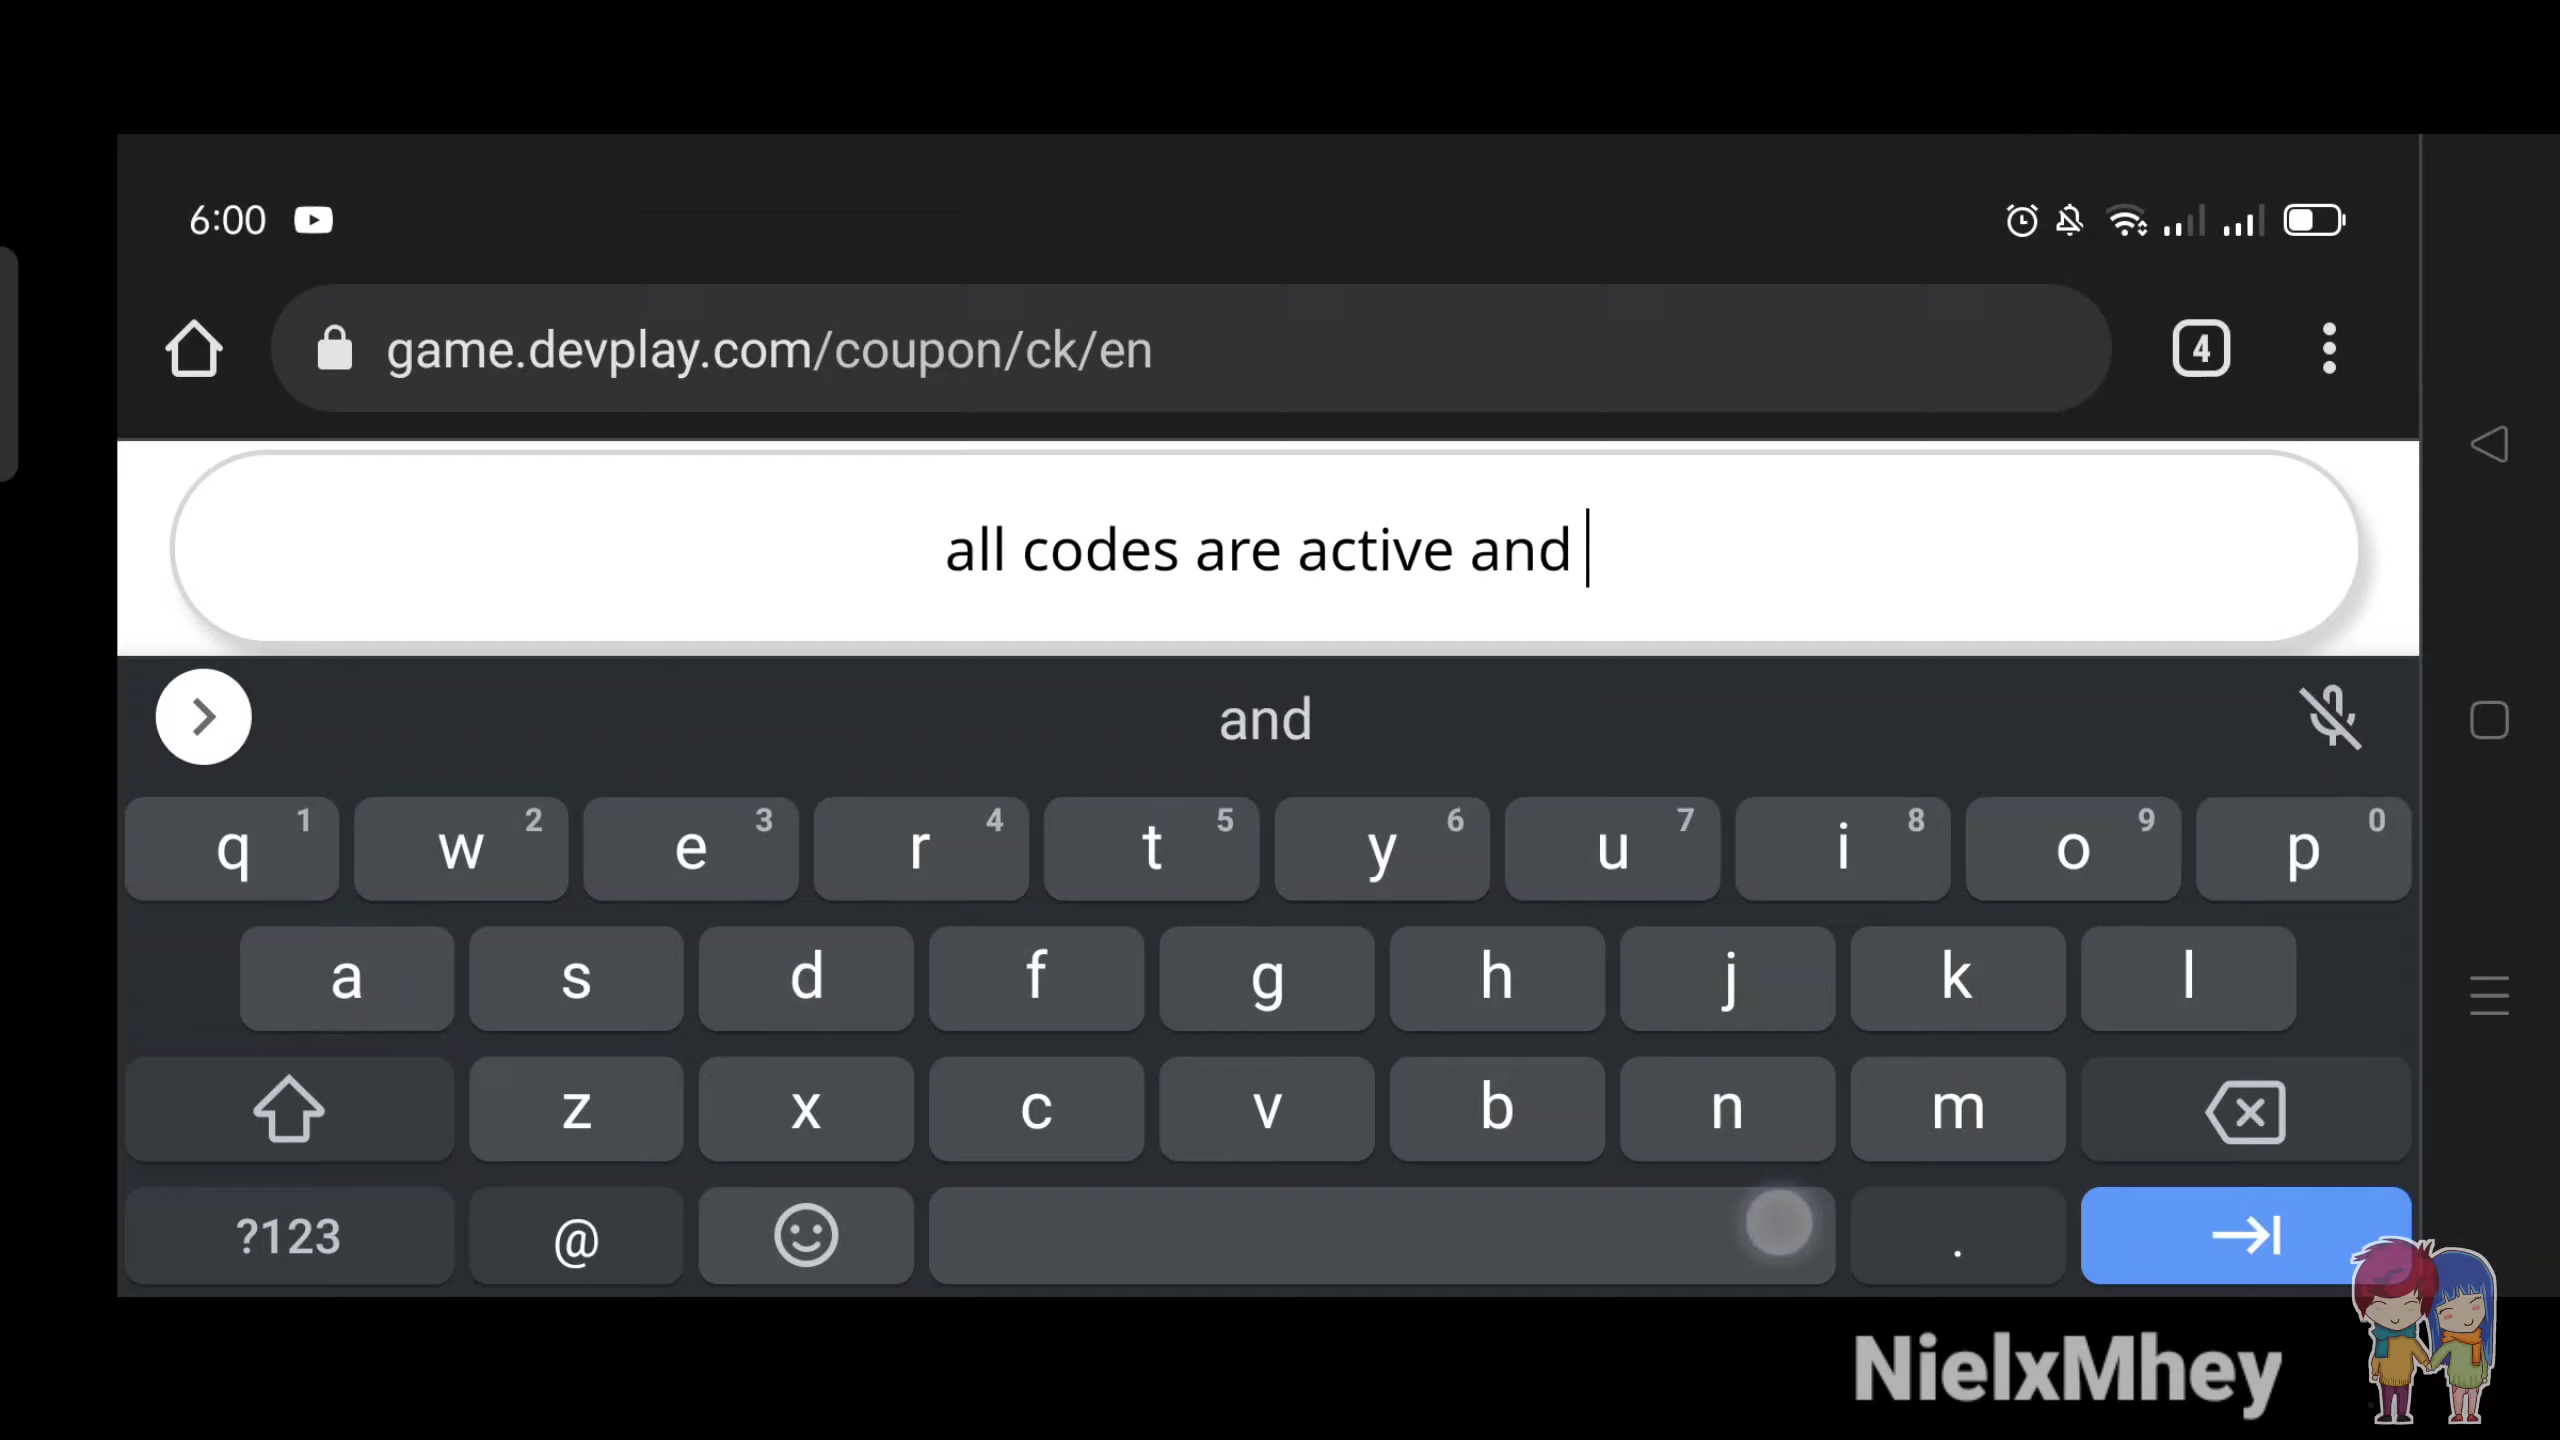 6:00
game.devplay.com/coupon/ck/en
4
all codes are active and
and
q 1 w 2 e 3 r 4 t 5 y 6 u 7 i 8 o 9 p 0
a s d f g h j k l
z x c v b n m
?123 @ .
NielxMhey